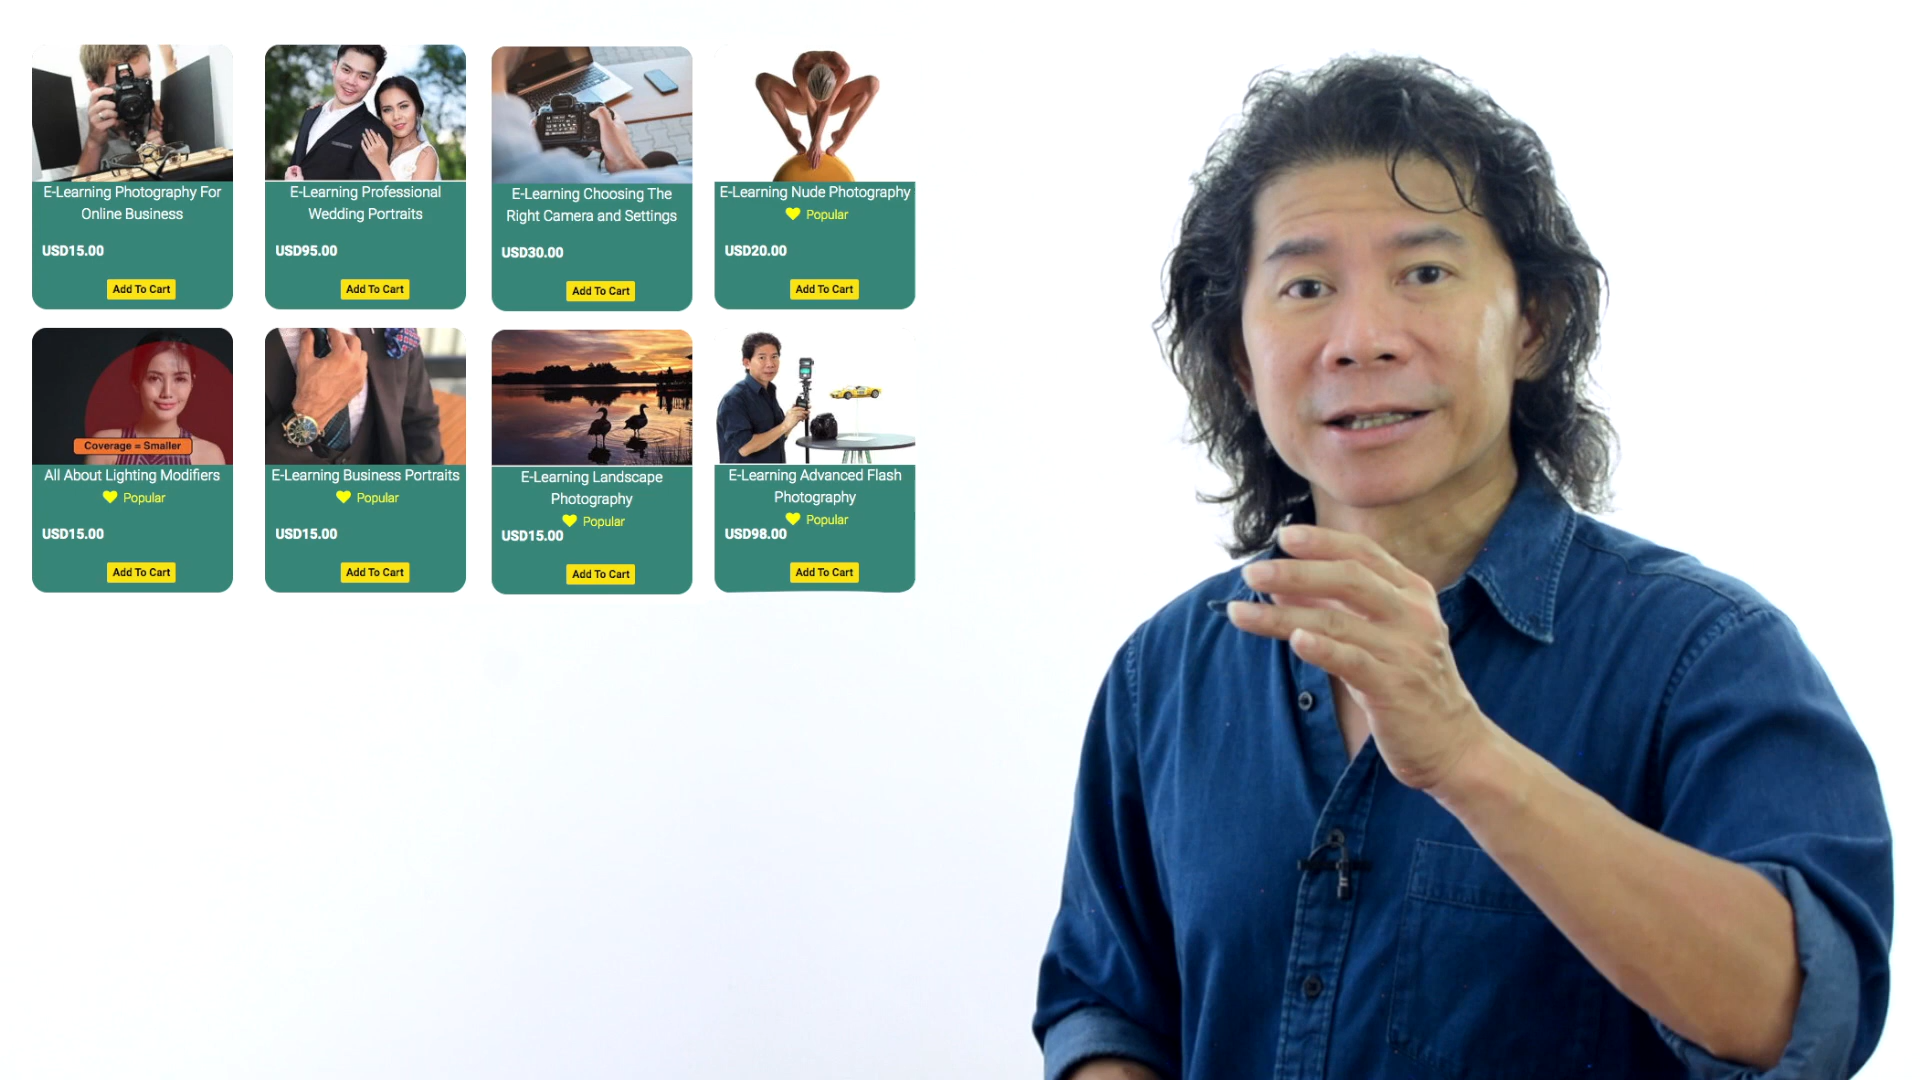 E-Learning Photography For
Online Business
USD15.00
Add To Cart
E-Learning Professional
Wedding Portraits
USD95.00
Add To Cart
E-Learning Choosing The
Right Camera and Settings
USD30.00
Add To Cart
E-Learning Nude Photography
Popular
USD20.00
Add To Cart
Coverage = Smaller
All About Lighting Modifiers
Popular
USD15.00
Add To Cart
E-Learning Business Portraits
Popular
USD15.00
Add To Cart
E-Learning Landscape
Photography
Popular
USD15.00
Add To Cart
E-Learning Advanced Flash
Photography
Popular
USD98.00
Add To Cart